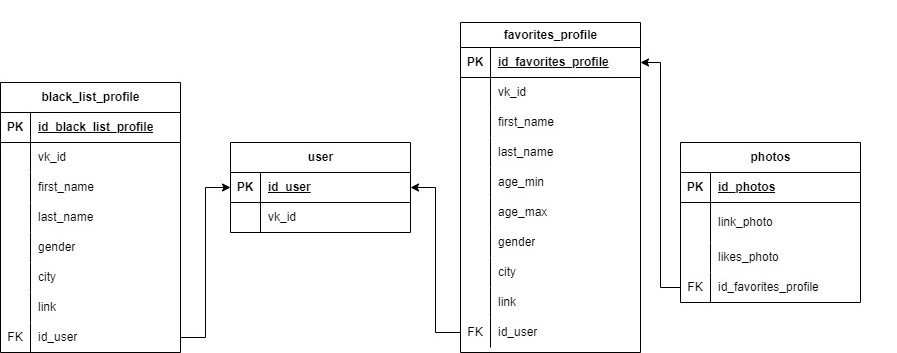 black_list_profile
PK id_black_list_profile
vk_id
first_name
last_name
gender
city
link
FK id_user
user
PK id_user
vk_id
favorites_profile
PK id_favorites_profile
vk_id
first_name
last_name
age_min
age_max
gender
city
link
FK id_user
photos
PK id_photos
link_photo
likes_photo
FK id_favorites_profile